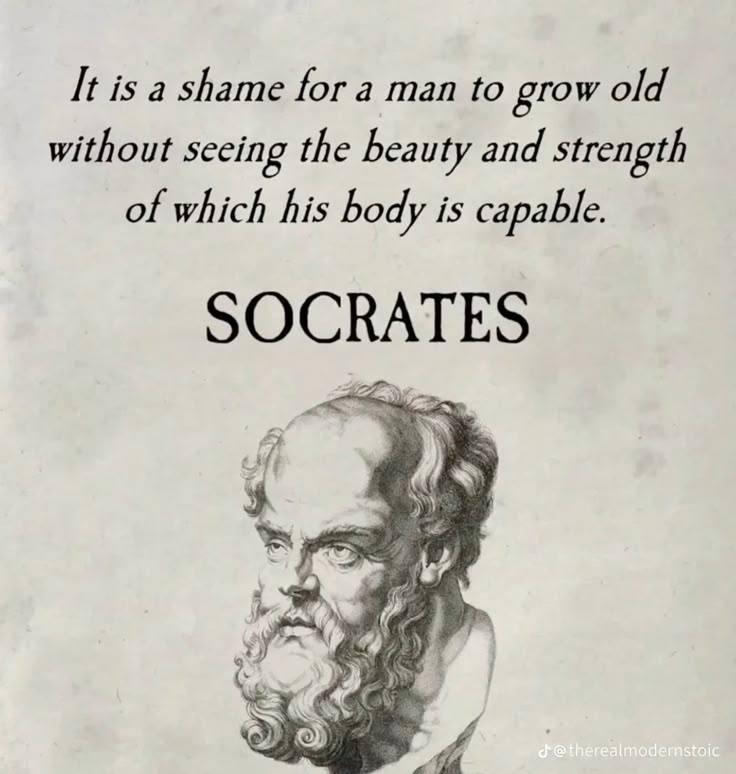 It is a shame for a man to grow old
without seeing the beauty and strength
of which his body is capable.
SOCRATES
@therealmodernstoic